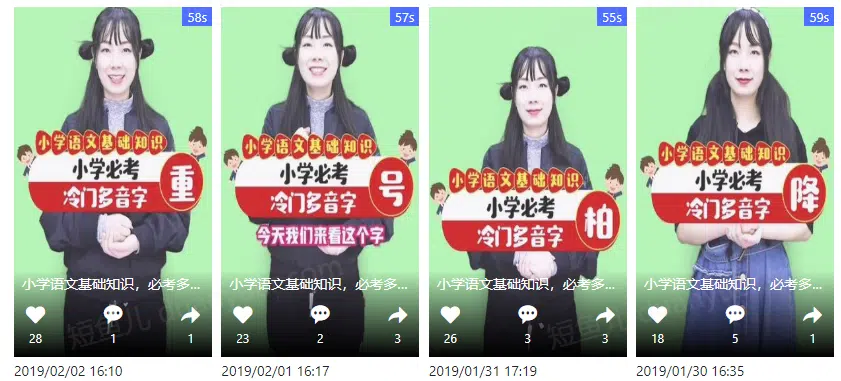 58s
小学语文基础知识
小学必考
冷门多音字
重
小学语文基础知识，必考多...
28
1
1
2019/02/02 16:10
57s
小学语文基础知识
小学必考
冷门多音字
号
今天我们来看这个字
小学语文基础知识，必考多...
23
2
3
2019/02/01 16:17
55s
小学语文基础知识
小学必考
冷门多音字
柏
小学语文基础知识，必考多...
26
3
3
2019/01/31 17:19
59s
小学语文基础知识
小学必考
冷门多音字
降
小学语文基础知识，必考多...
18
5
1
2019/01/30 16:35